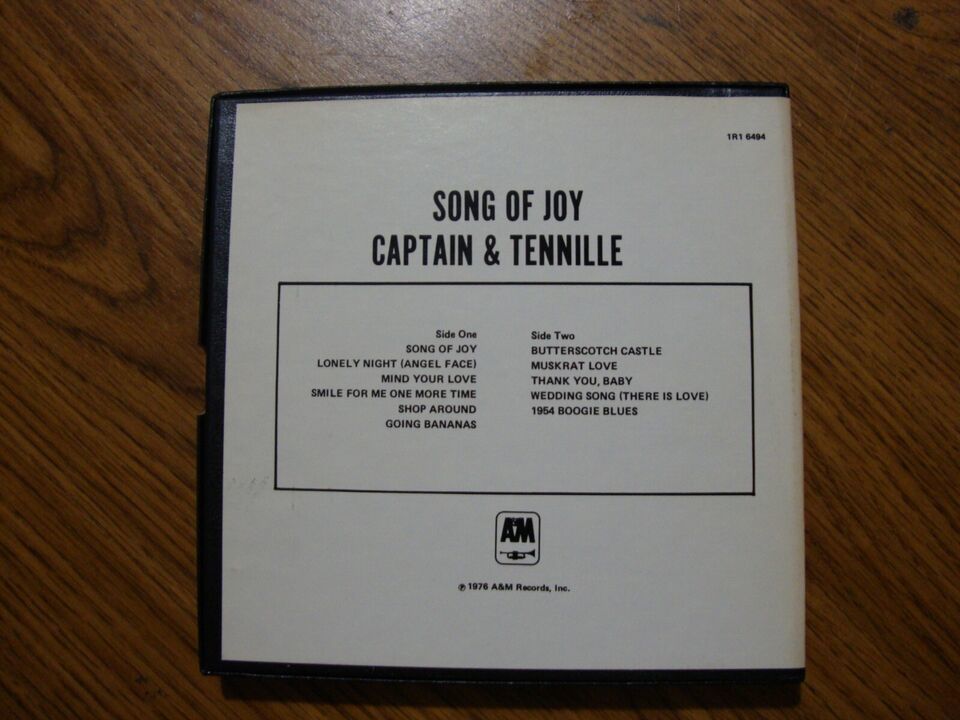 1R1 6494
SONG OF JOY
CAPTAIN & TENNILLE
Side One
SONG OF JOY
LONELY NIGHT (ANGEL FACE)
MIND YOUR LOVE
SMILE FOR ME ONE MORE TIME
SHOP AROUND
GOING BANANAS
Side Two
BUTTERSCOTCH CASTLE
MUSKRAT LOVE
THANK YOU, BABY
WEDDING SONG (THERE IS LOVE)
1954 BOOGIE BLUES
A&M
℗ 1976 A&M Records, Inc.